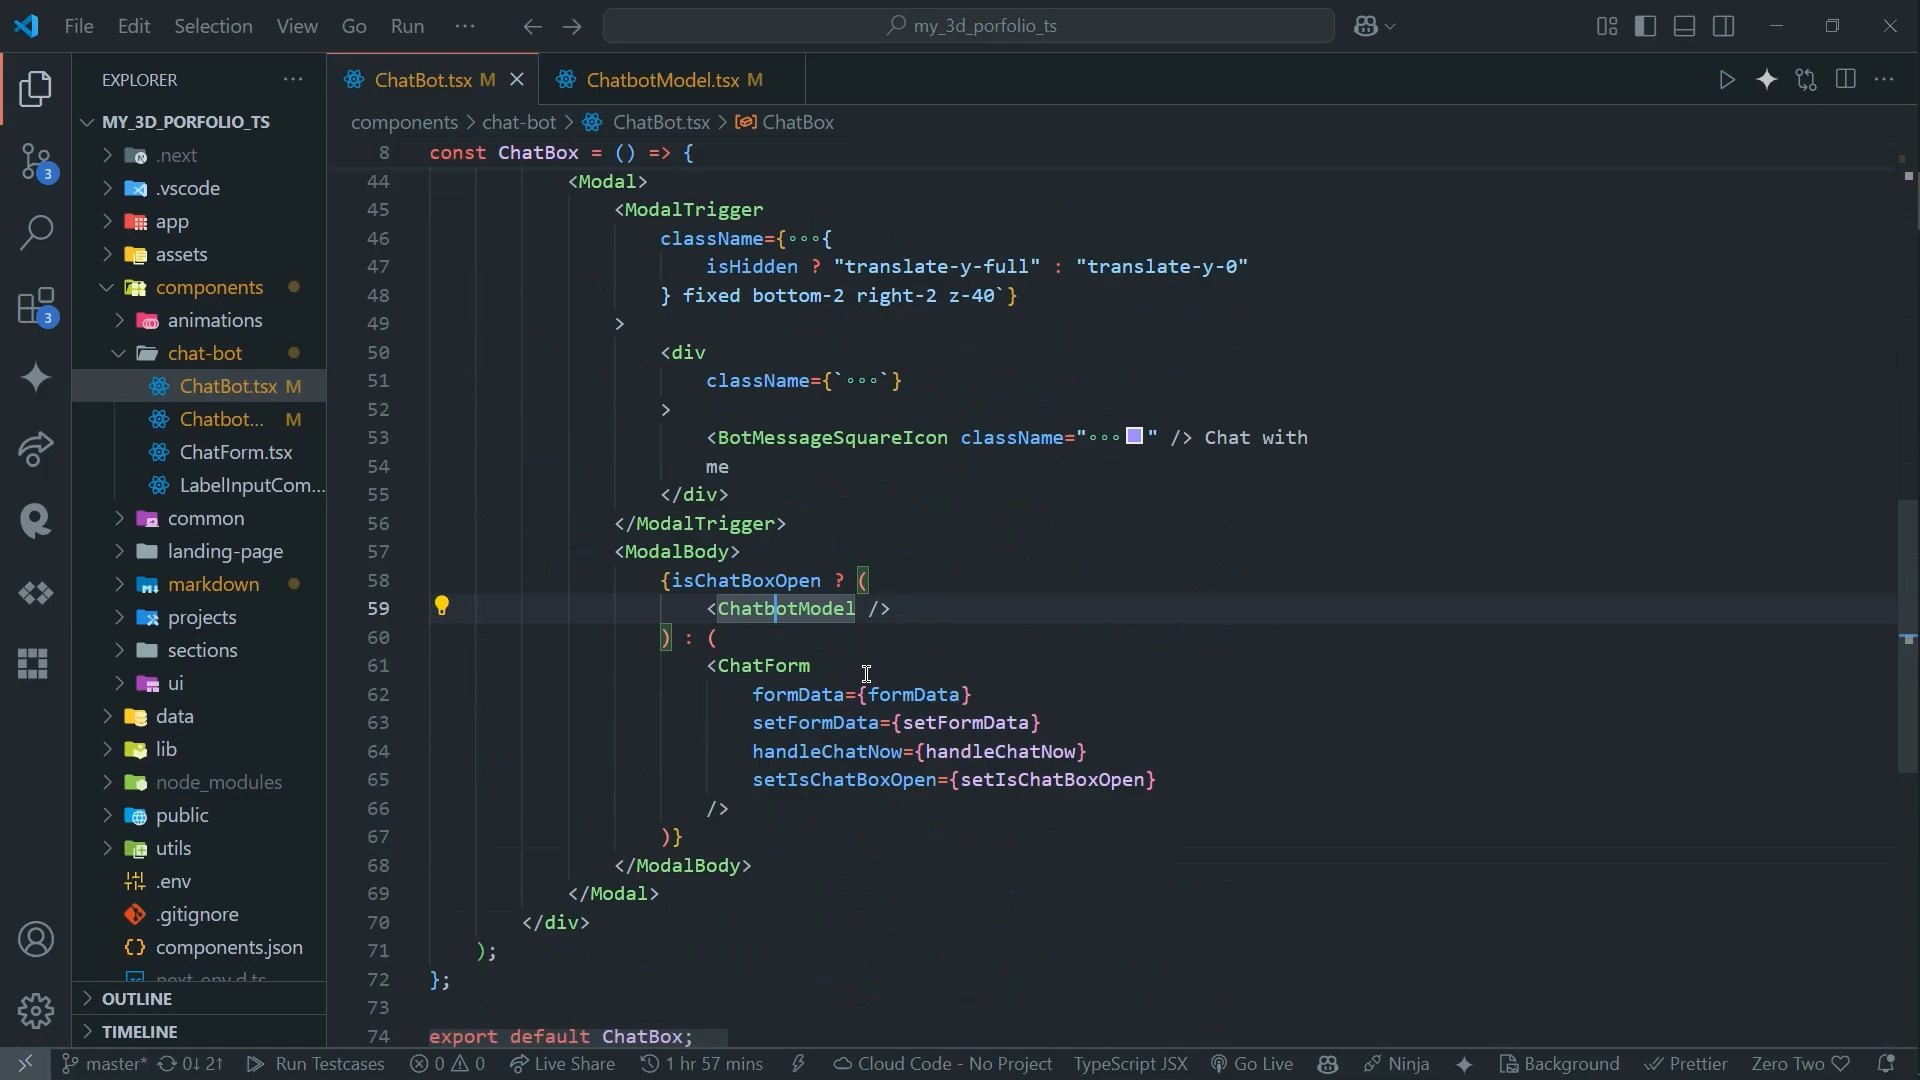 File Edit Selection View Go Run ···
my_3d_porfolio_ts
EXPLORER ···
MY_3D_PORFOLIO_TS
.next
.vscode
app
assets
components
animations
chat-bot
ChatBot.tsx M
Chatbot... M
ChatForm.tsx
LabelInputCom...
common
landing-page
markdown
projects
sections
ui
data
lib
node_modules
public
utils
.env
.gitignore
components.json
next-env.d.ts
OUTLINE
TIMELINE
3
3
ChatBot.tsx M
ChatbotModel.tsx M
components > chat-bot > ChatBot.tsx > ChatBox
8 const ChatBox = () => {
44 <Modal>
45 <ModalTrigger
46 className={◦◦◦{
47 isHidden ? "translate-y-full" : "translate-y-0"
48 } fixed bottom-2 right-2 z-40`}
49 >
50 <div
51 className={`◦◦◦`}
52 >
53 <BotMessageSquareIcon className="◦◦◦" /> Chat with
54 me
55 </div>
56 </ModalTrigger>
57 <ModalBody>
58 {isChatBoxOpen ? (
59 <ChatbotModel />
60 ) : (
61 <ChatForm
62 formData={formData}
63 setFormData={setFormData}
64 handleChatNow={handleChatNow}
65 setIsChatBoxOpen={setIsChatBoxOpen}
66 />
67 )}
68 </ModalBody>
69 </Modal>
70 </div>
71 );
72 };
73
74 export default ChatBox;
master* 0↓ 2↑ Run Testcases 0 0 Live Share 1 hr 57 mins Cloud Code - No Project TypeScript JSX Go Live Ninja Background Prettier Zero Two